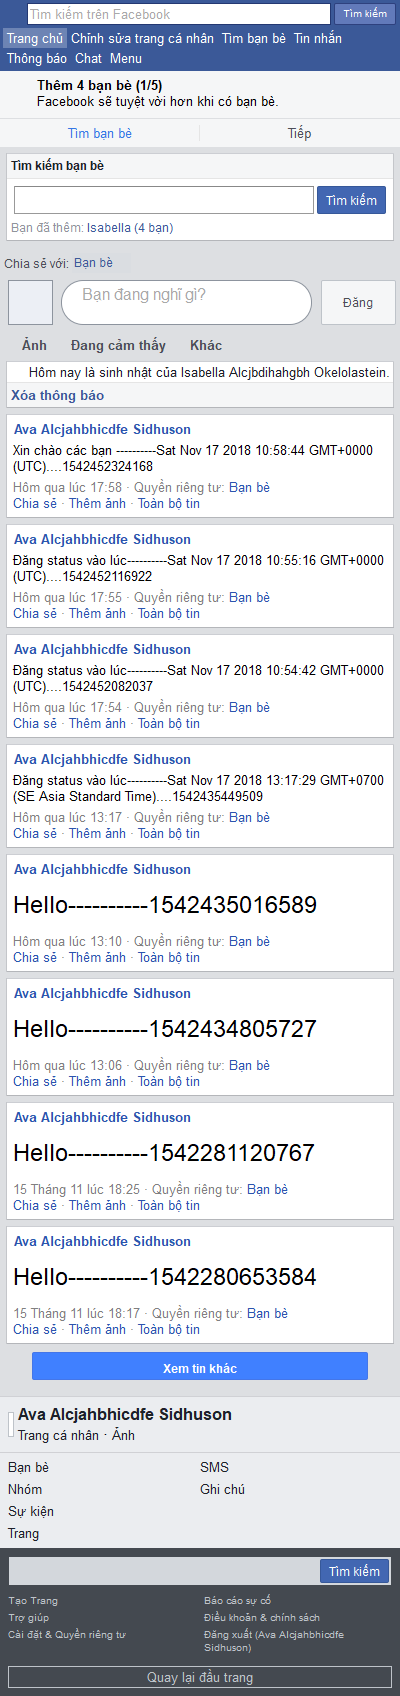 Tìm kiếm trên Facebook
Tìm kiếm
Trang chủ Chỉnh sửa trang cá nhân Tìm bạn bè Tin nhắn
Thông báo Chat Menu
Thêm 4 bạn bè (1/5)
Facebook sẽ tuyệt vời hơn khi có bạn bè.
Tìm bạn bè
Tiếp
Tìm kiếm bạn bè
Tìm kiếm
Bạn đã thêm: Isabella (4 bạn)
Chia sẻ với: Bạn bè
Bạn đang nghĩ gì?
Đăng
Ảnh Đang cảm thấy Khác
Hôm nay là sinh nhật của Isabella Alcjbdihahgbh Okelolastein.
Xóa thông báo
Ava Alcjahbhicdfe Sidhuson
Xin chào các bạn ----------Sat Nov 17 2018 10:58:44 GMT+0000
(UTC)....1542452324168
Hôm qua lúc 17:58 · Quyền riêng tư: Bạn bè
Chia sẻ · Thêm ảnh · Toàn bộ tin
Ava Alcjahbhicdfe Sidhuson
Đăng status vào lúc----------Sat Nov 17 2018 10:55:16 GMT+0000
(UTC)....1542452116922
Hôm qua lúc 17:55 · Quyền riêng tư: Bạn bè
Chia sẻ · Thêm ảnh · Toàn bộ tin
Ava Alcjahbhicdfe Sidhuson
Đăng status vào lúc----------Sat Nov 17 2018 10:54:42 GMT+0000
(UTC)....1542452082037
Hôm qua lúc 17:54 · Quyền riêng tư: Bạn bè
Chia sẻ · Thêm ảnh · Toàn bộ tin
Ava Alcjahbhicdfe Sidhuson
Đăng status vào lúc----------Sat Nov 17 2018 13:17:29 GMT+0700
(SE Asia Standard Time)....1542435449509
Hôm qua lúc 13:17 · Quyền riêng tư: Bạn bè
Chia sẻ · Thêm ảnh · Toàn bộ tin
Ava Alcjahbhicdfe Sidhuson
Hello----------1542435016589
Hôm qua lúc 13:10 · Quyền riêng tư: Bạn bè
Chia sẻ · Thêm ảnh · Toàn bộ tin
Ava Alcjahbhicdfe Sidhuson
Hello----------1542434805727
Hôm qua lúc 13:06 · Quyền riêng tư: Bạn bè
Chia sẻ · Thêm ảnh · Toàn bộ tin
Ava Alcjahbhicdfe Sidhuson
Hello----------1542281120767
15 Tháng 11 lúc 18:25 · Quyền riêng tư: Bạn bè
Chia sẻ · Thêm ảnh · Toàn bộ tin
Ava Alcjahbhicdfe Sidhuson
Hello----------1542280653584
15 Tháng 11 lúc 18:17 · Quyền riêng tư: Bạn bè
Chia sẻ · Thêm ảnh · Toàn bộ tin
Xem tin khác
Ava Alcjahbhicdfe Sidhuson
Trang cá nhân · Ảnh
Bạn bè
SMS
Nhóm
Ghi chú
Sự kiện
Trang
Tìm kiếm
Tạo Trang
Báo cáo sự cố
Trợ giúp
Điều khoản & chính sách
Cài đặt & Quyền riêng tư
Đăng xuất (Ava Alcjahbhicdfe
Sidhuson)
Quay lại đầu trang